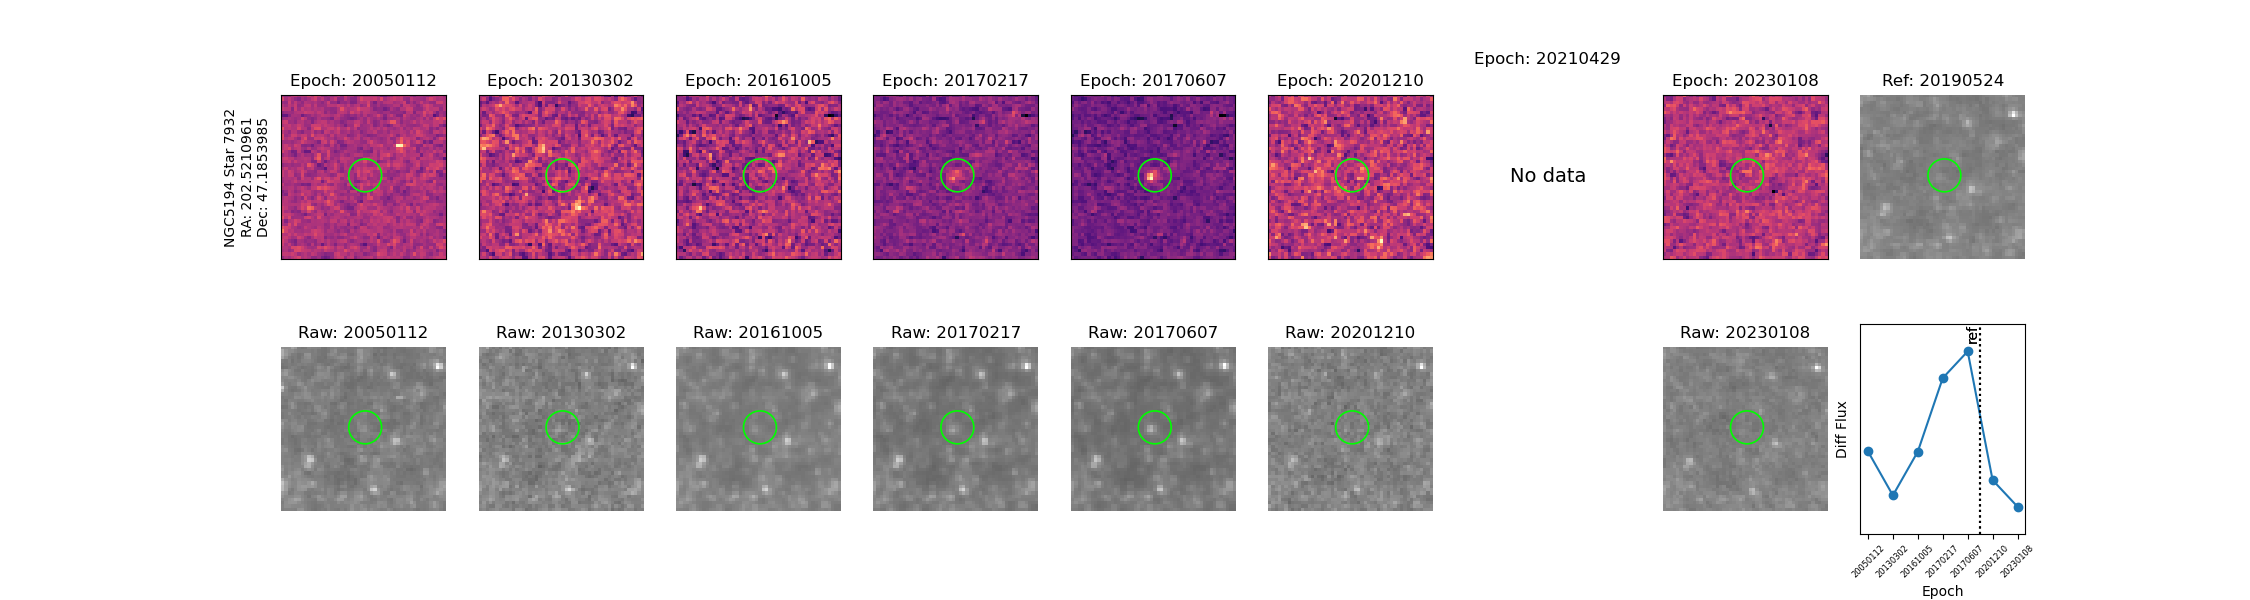 NGC5194 Star 7932
RA: 202.5210961
Dec: 47.1853985
Epoch: 20050112
Epoch: 20130302
Epoch: 20161005
Epoch: 20170217
Epoch: 20170607
Epoch: 20201210
Epoch: 20210429
No data
Epoch: 20230108
Ref: 20190524
Raw: 20050112
Raw: 20130302
Raw: 20161005
Raw: 20170217
Raw: 20170607
Raw: 20201210
Raw: 20230108
ref
Diff Flux
20050112
20130302
20161005
20170217
20170607
20201210
20230108
Epoch